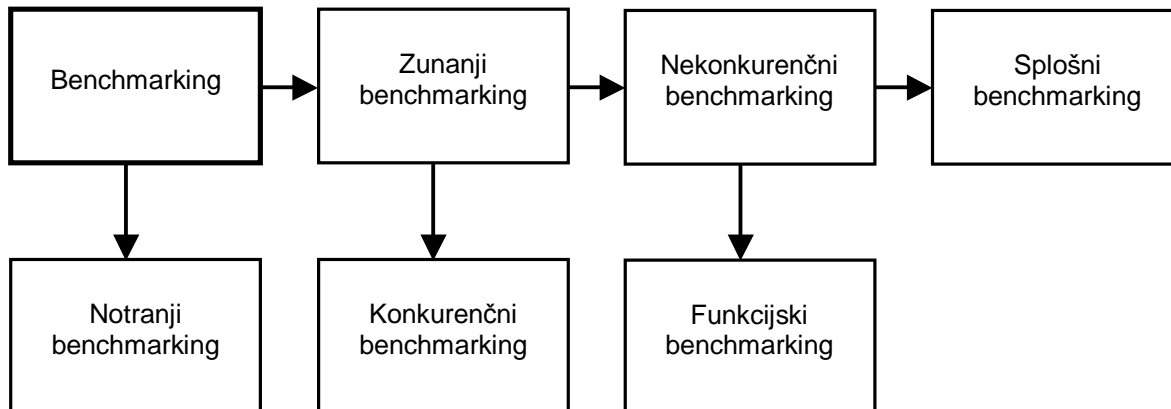 Benchmarking
Zunanji
benchmarking
Nekonkurenčni
benchmarking
Splošni
benchmarking
Notranji
benchmarking
Konkurenčni
benchmarking
Funkcijski
benchmarking